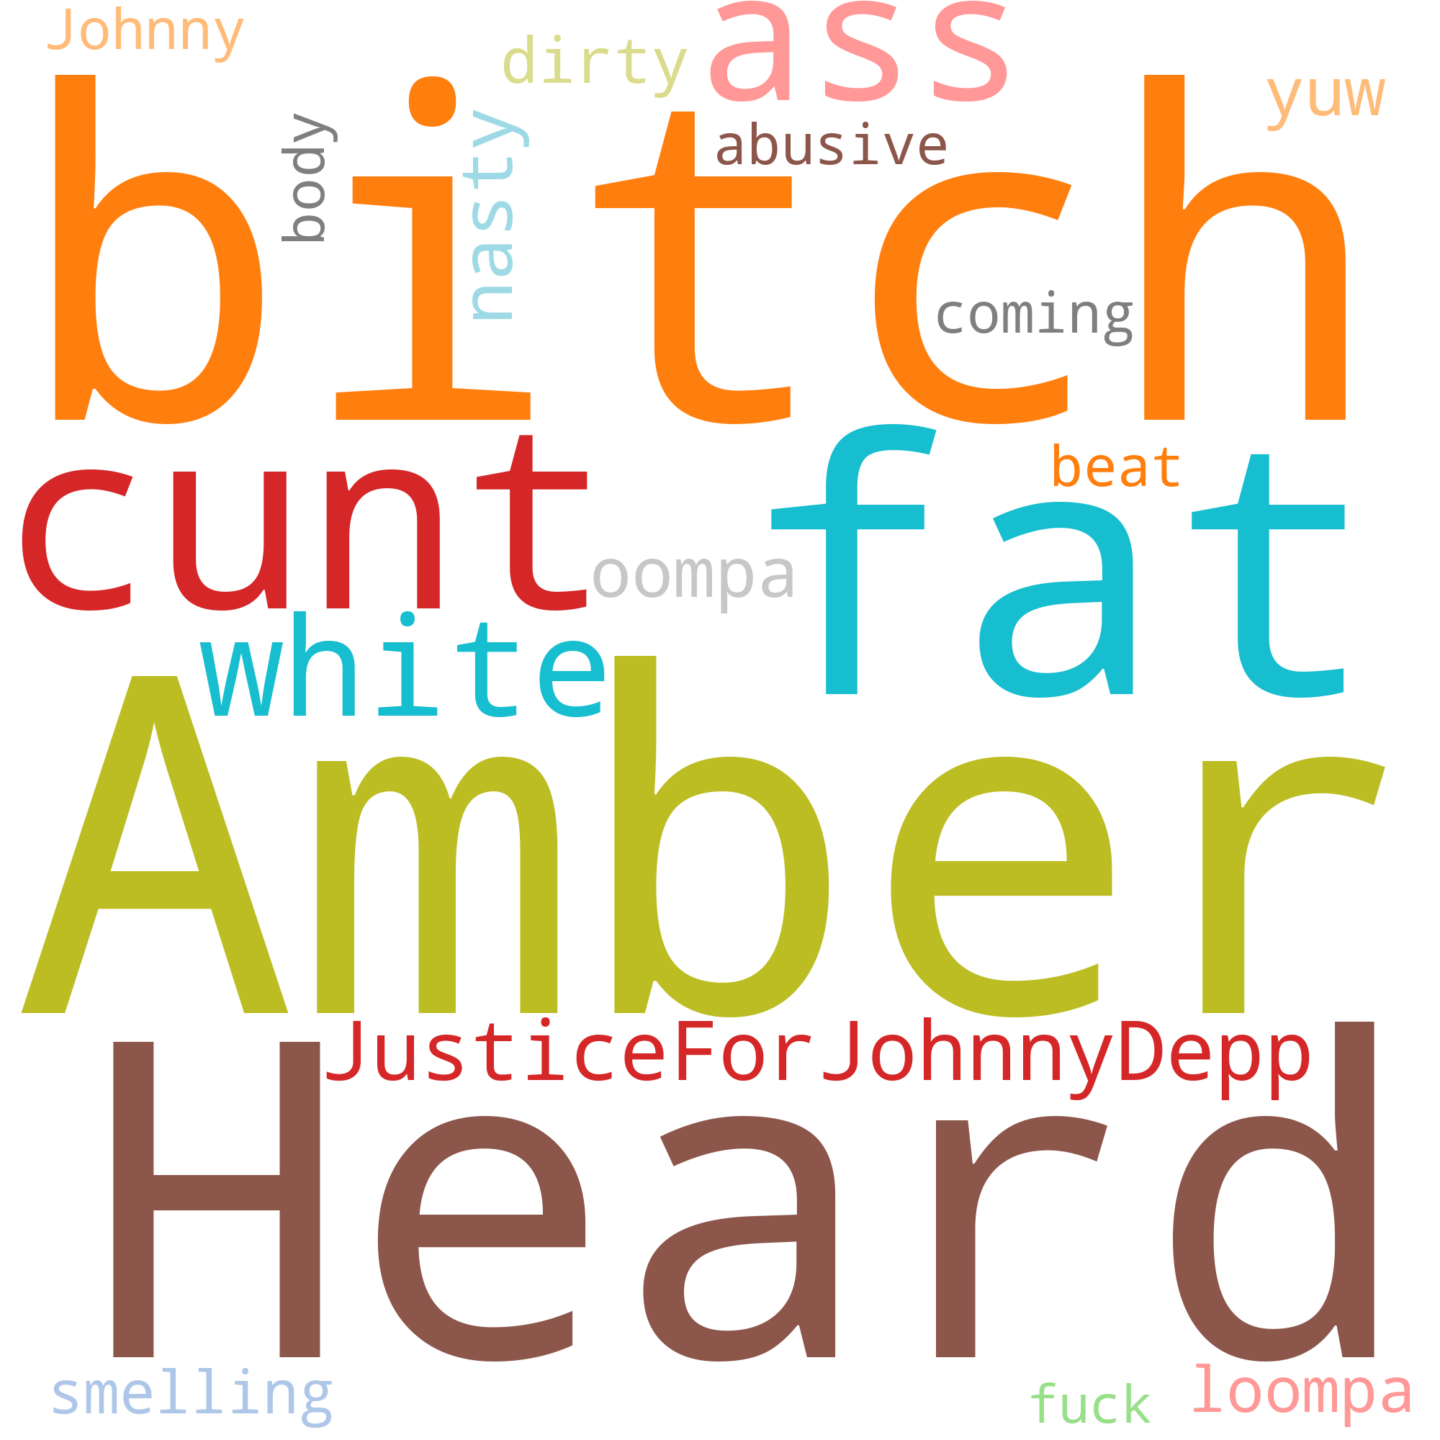 Johnny
dirty
ass
yuw
bitch
body
nasty
abusive
coming
cunt
fat
beat
oompa
white
Amber
JusticeForJohnnyDepp
Heard
smelling
fuck
loompa